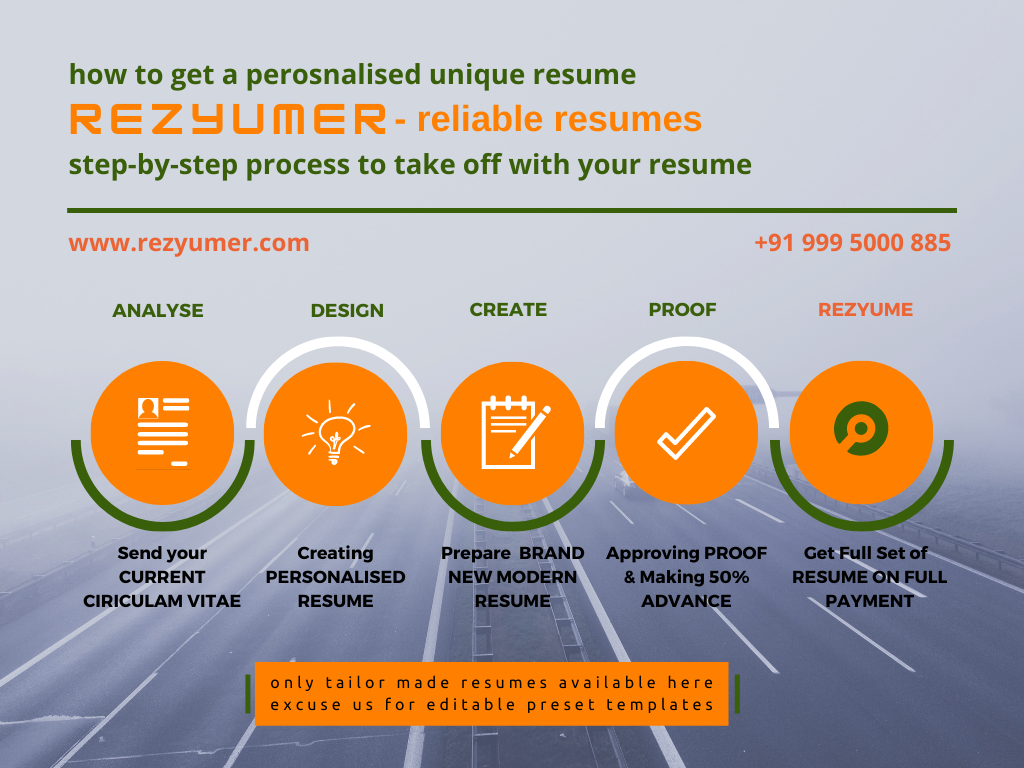 how to get a perosnalised unique resume
REZYUMER - reliable resumes
step-by-step process to take off with your resume
www.rezyumer.com
+91 999 5000 885
ANALYSE
DESIGN
CREATE
PROOF
REZYUME
Send your
CURRENT
CIRICULAM VITAE
Creating
PERSONALISED
RESUME
Prepare BRAND
NEW MODERN
RESUME
Approving PROOF
& Making 50%
ADVANCE
Get Full Set of
RESUME ON FULL
PAYMENT
only tailor made resumes available here
excuse us for editable preset templates